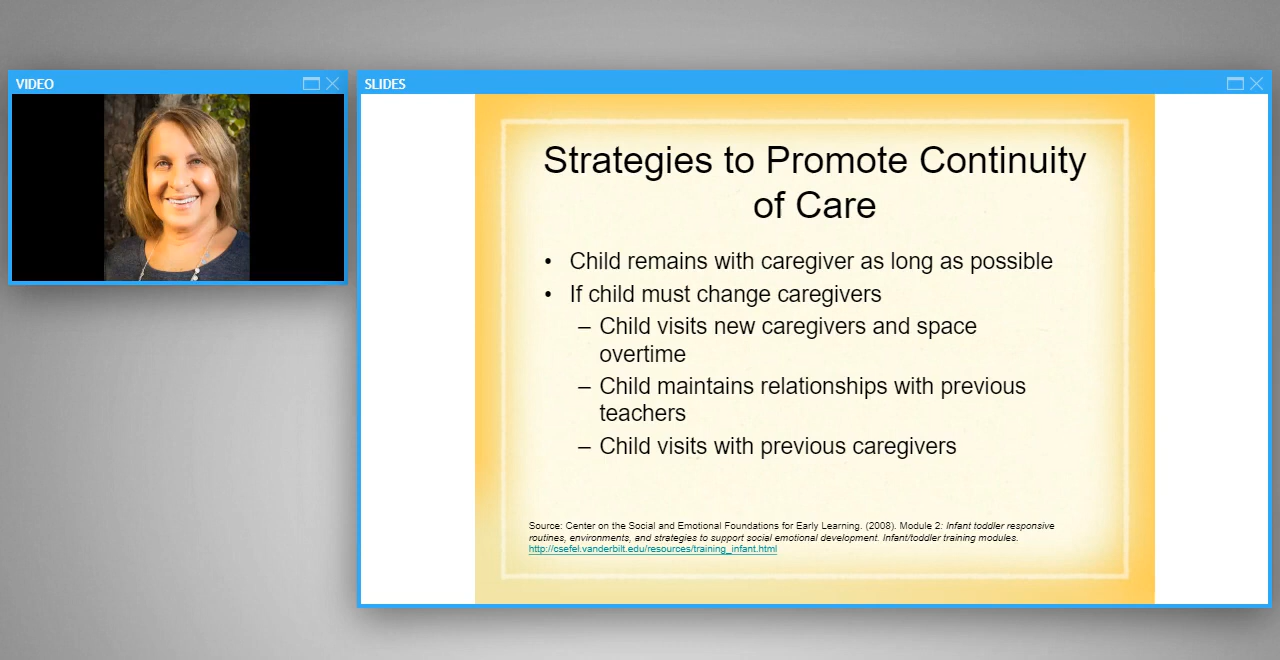 VIDEO
SLIDES
Strategies to Promote Continuity
of Care
• Child remains with caregiver as long as possible
• If child must change caregivers
– Child visits new caregivers and space
overtime
– Child maintains relationships with previous
teachers
– Child visits with previous caregivers
Source: Center on the Social and Emotional Foundations for Early Learning. (2008). Module 2: Infant toddler responsive
routines, environments, and strategies to support social emotional development. Infant/toddler training modules.
http://csefel.vanderbilt.edu/resources/training_infant.html